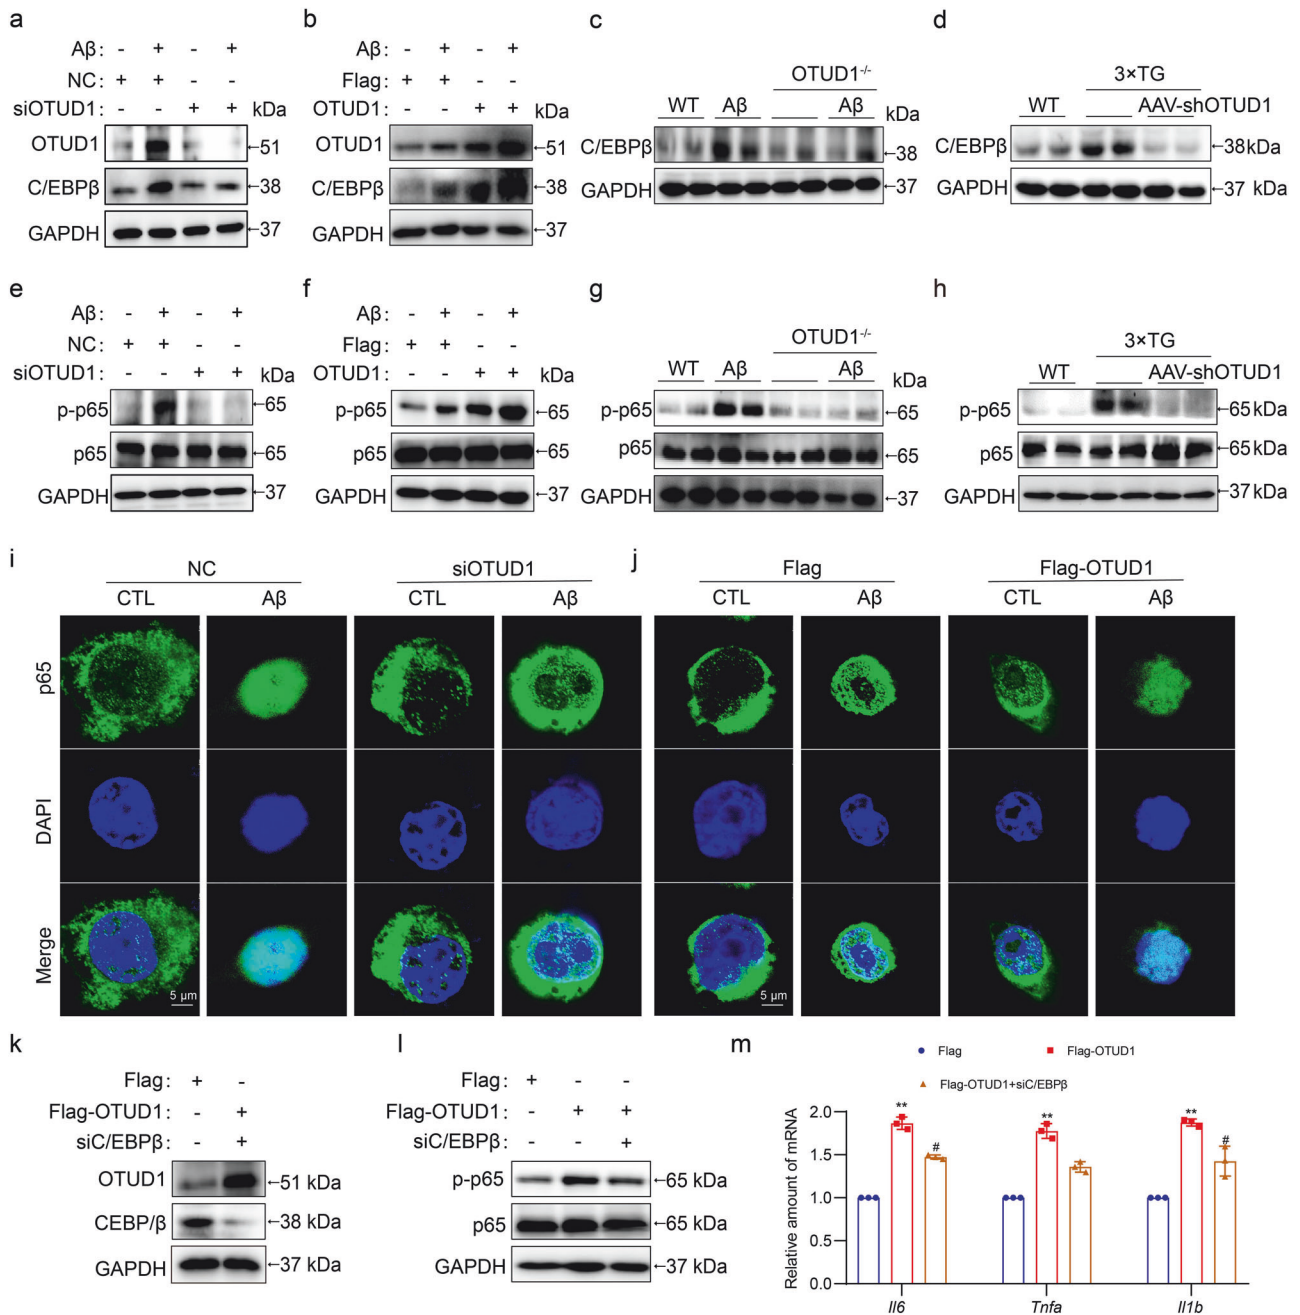 a
Aβ: - + - +
NC: + + - -
siOTUD1: - - + + kDa
OTUD1 ←51
C/EBPβ ←38
GAPDH ←37
b
Aβ: - + - +
Flag: + + - -
OTUD1: - - + + kDa
OTUD1 ←51
C/EBPβ ←38
GAPDH ←37
c
OTUD1-/-
WT Aβ Aβ kDa
C/EBPβ ←38
GAPDH ←37
d
3×TG
WT AAV-shOTUD1
C/EBPβ ←38kDa
GAPDH ←37 kDa
e
Aβ: - + - +
NC: + + - -
siOTUD1: - - + + kDa
p-p65 ←65
p65 ←65
GAPDH ←37
f
Aβ: - + - +
Flag: + + - -
OTUD1: - - + + kDa
p-p65 ←65
p65 ←65
GAPDH ←37
g
OTUD1-/-
WT Aβ Aβ kDa
p-p65 ←65
p65 ←65
GAPDH ←37
h
3×TG
WT AAV-shOTUD1
p-p65 ←65kDa
p65 ←65kDa
GAPDH ←37 kDa
i
NC siOTUD1
CTL Aβ CTL Aβ
p65
DAPI
Merge
5 μm
j
Flag Flag-OTUD1
CTL Aβ CTL Aβ
5 μm
k
Flag: + -
Flag-OTUD1: - +
siC/EBPβ: - +
OTUD1 ←51 kDa
CEBP/β ←38 kDa
GAPDH ←37 kDa
l
Flag: + - -
Flag-OTUD1: - + +
siC/EBPβ: - - +
p-p65 ←65 kDa
p65 ←65 kDa
GAPDH ←37 kDa
m
Flag Flag-OTUD1
Flag-OTUD1+siC/EBPβ
Relative amount of mRNA
2.0
1.5
1.0
0.5
0.0
** #
**
** #
Il6 Tnfa Il1b